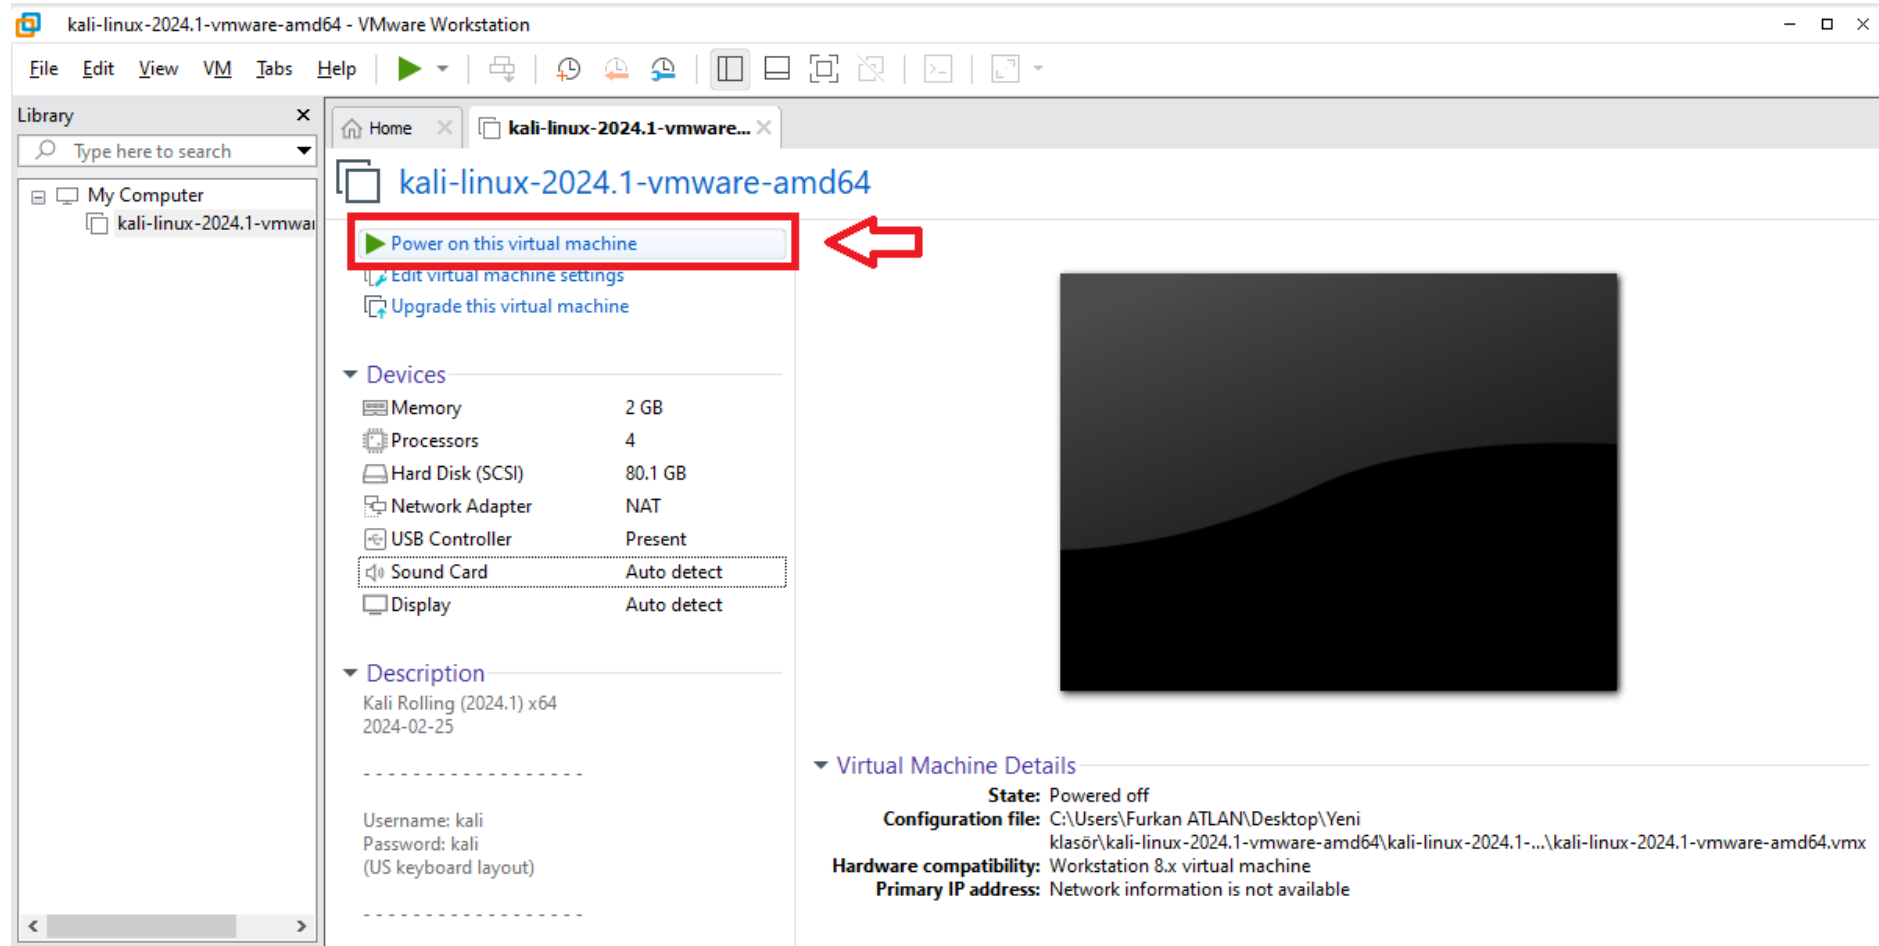 kali-linux-2024.1-vmware-amd64 - VMware Workstation
File Edit View VM Tabs Help
Library
Type here to search
My Computer
kali-linux-2024.1-vmwar
Home
kali-linux-2024.1-vmware...
kali-linux-2024.1-vmware-amd64
Power on this virtual machine
Edit virtual machine settings
Upgrade this virtual machine
Devices
Memory 2 GB
Processors 4
Hard Disk (SCSI) 80.1 GB
Network Adapter NAT
USB Controller Present
Sound Card Auto detect
Display Auto detect
Description
Kali Rolling (2024.1) x64
2024-02-25
- - - - - - - - - - - - - - - - - -
Username: kali
Password: kali
(US keyboard layout)
- - - - - - - - - - - - - - - - - -
Virtual Machine Details
State: Powered off
Configuration file: C:\Users\Furkan ATLAN\Desktop\Yeni
klasör\kali-linux-2024.1-vmware-amd64\kali-linux-2024.1-...\kali-linux-2024.1-vmware-amd64.vmx
Hardware compatibility: Workstation 8.x virtual machine
Primary IP address: Network information is not available